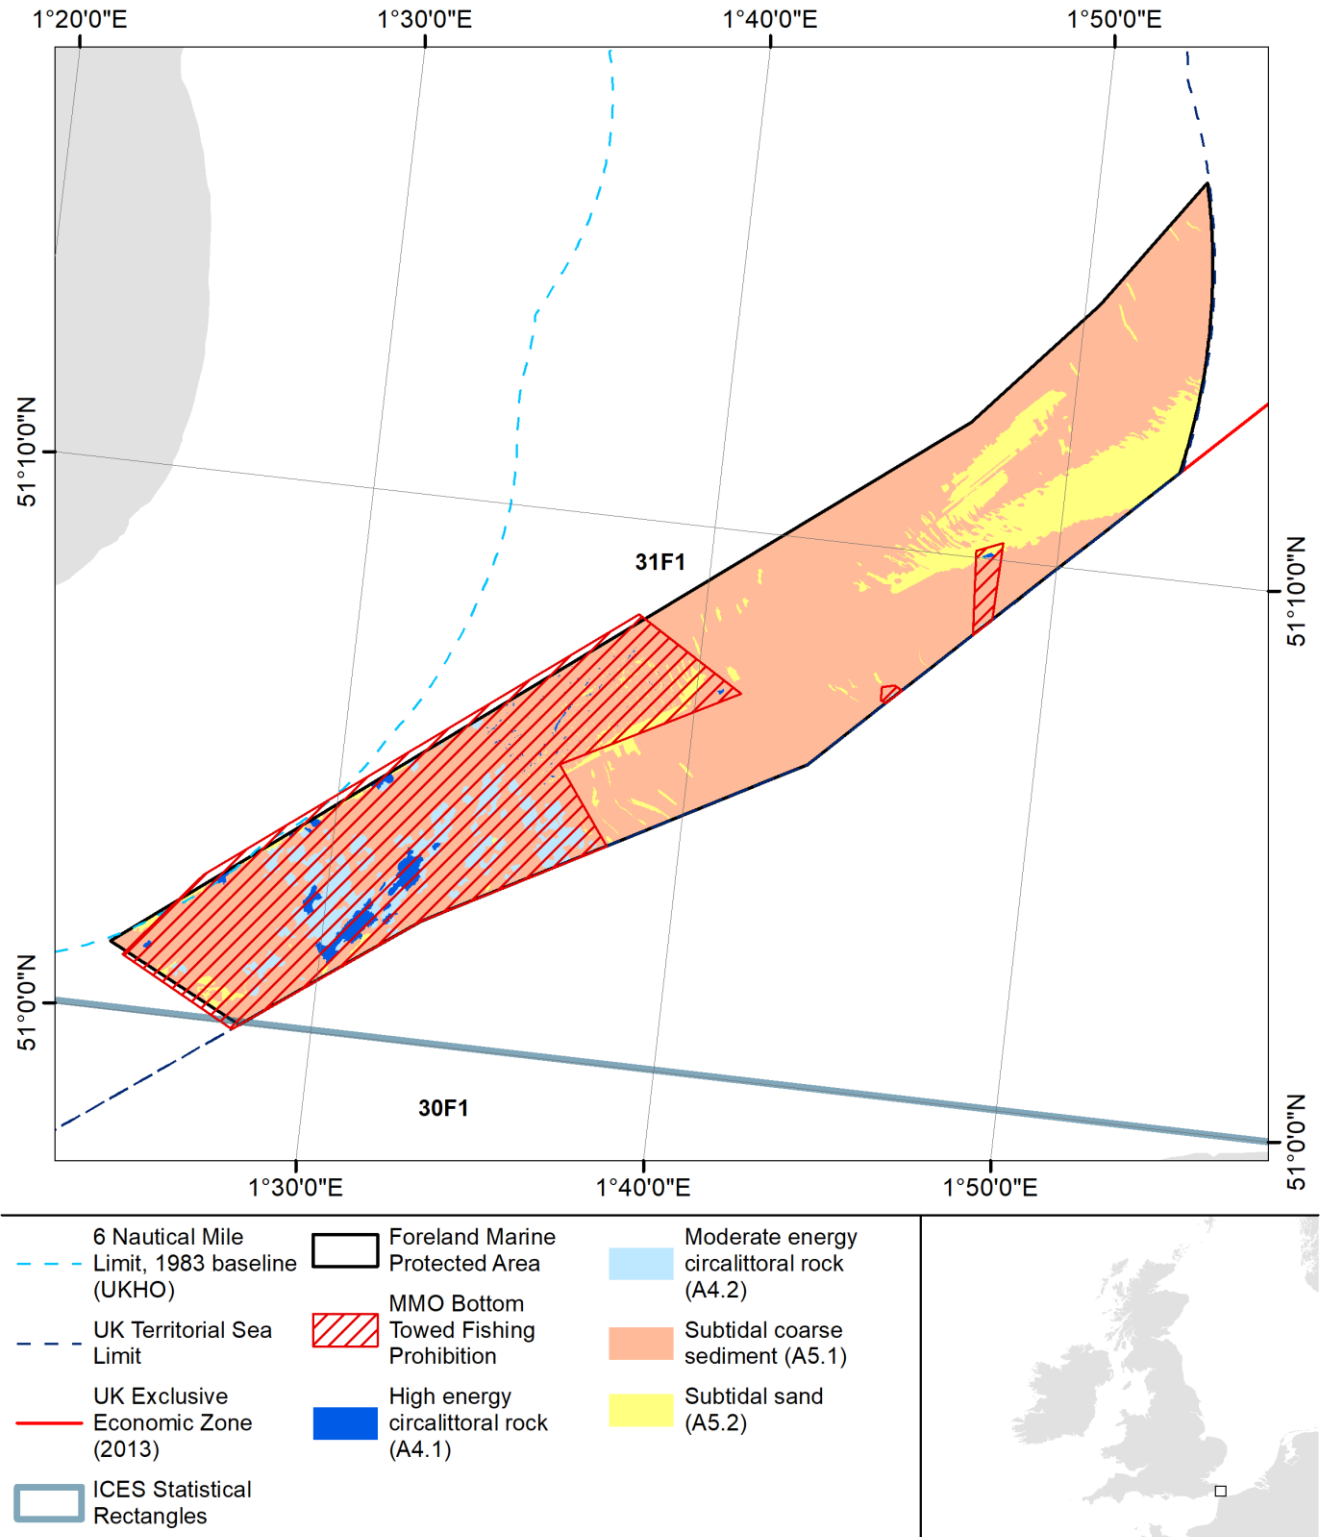 1°20'0"E
1°30'0"E
1°40'0"E
1°50'0"E
51°10'0"N
51°10'0"N
31F1
51°0'0"N
30F1
51°0'0"N
1°30'0"E
1°40'0"E
1°50'0"E
6 Nautical Mile
Limit, 1983 baseline
(UKHO)
UK Territorial Sea
Limit
UK Exclusive
Economic Zone
(2013)
ICES Statistical
Rectangles
Foreland Marine
Protected Area
MMO Bottom
Towed Fishing
Prohibition
High energy
circalittoral rock
(A4.1)
Moderate energy
circalittoral rock
(A4.2)
Subtidal coarse
sediment (A5.1)
Subtidal sand
(A5.2)